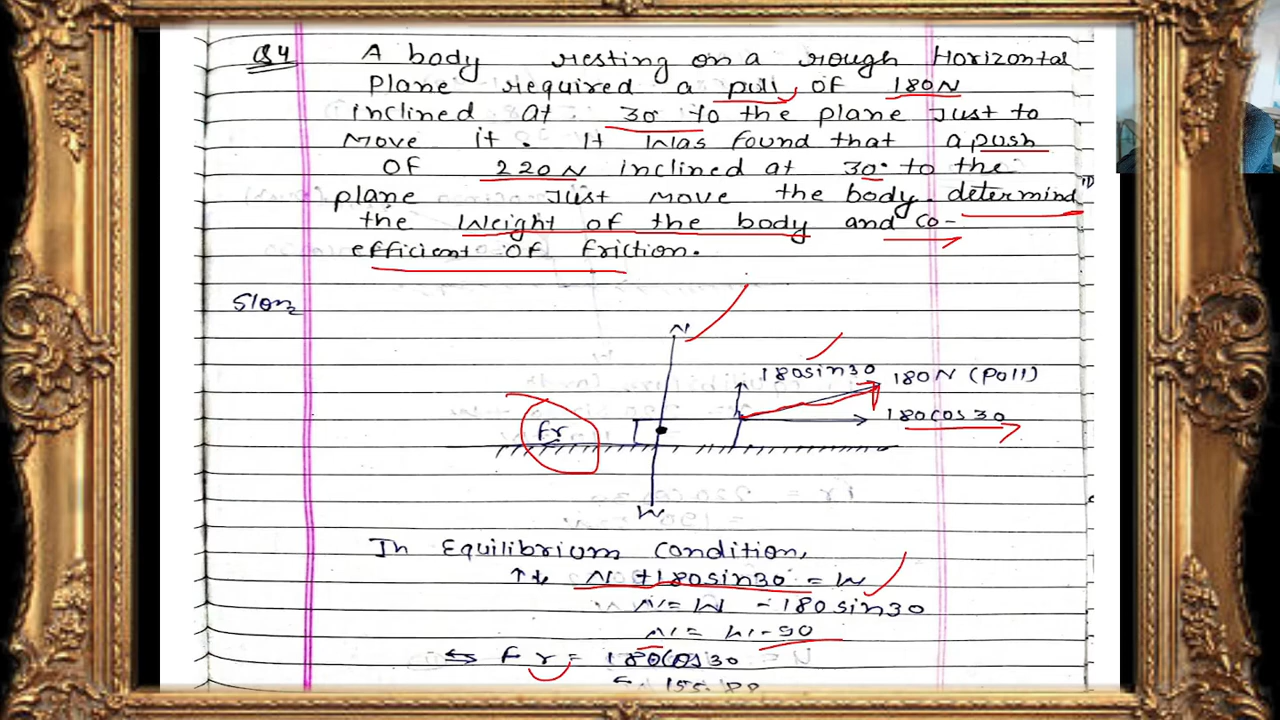 Q4 A body resting on a rough Horizontal
Plane required a pull of 180N
inclined at 30 to the plane Just to
Move it. It was found that a push
OF 220N inclined at 30° to the
plane Just move the body. determind
the Weight of the body and Co-
efficient OF friction.
Slon
N
180sin30
180N (Pull)
180cos30
Fr
W
In Equilibrium Condition,
↑↓ N + 180sin30 = W
N = W - 180sin30
N = W - 90
Fr = 180cos30